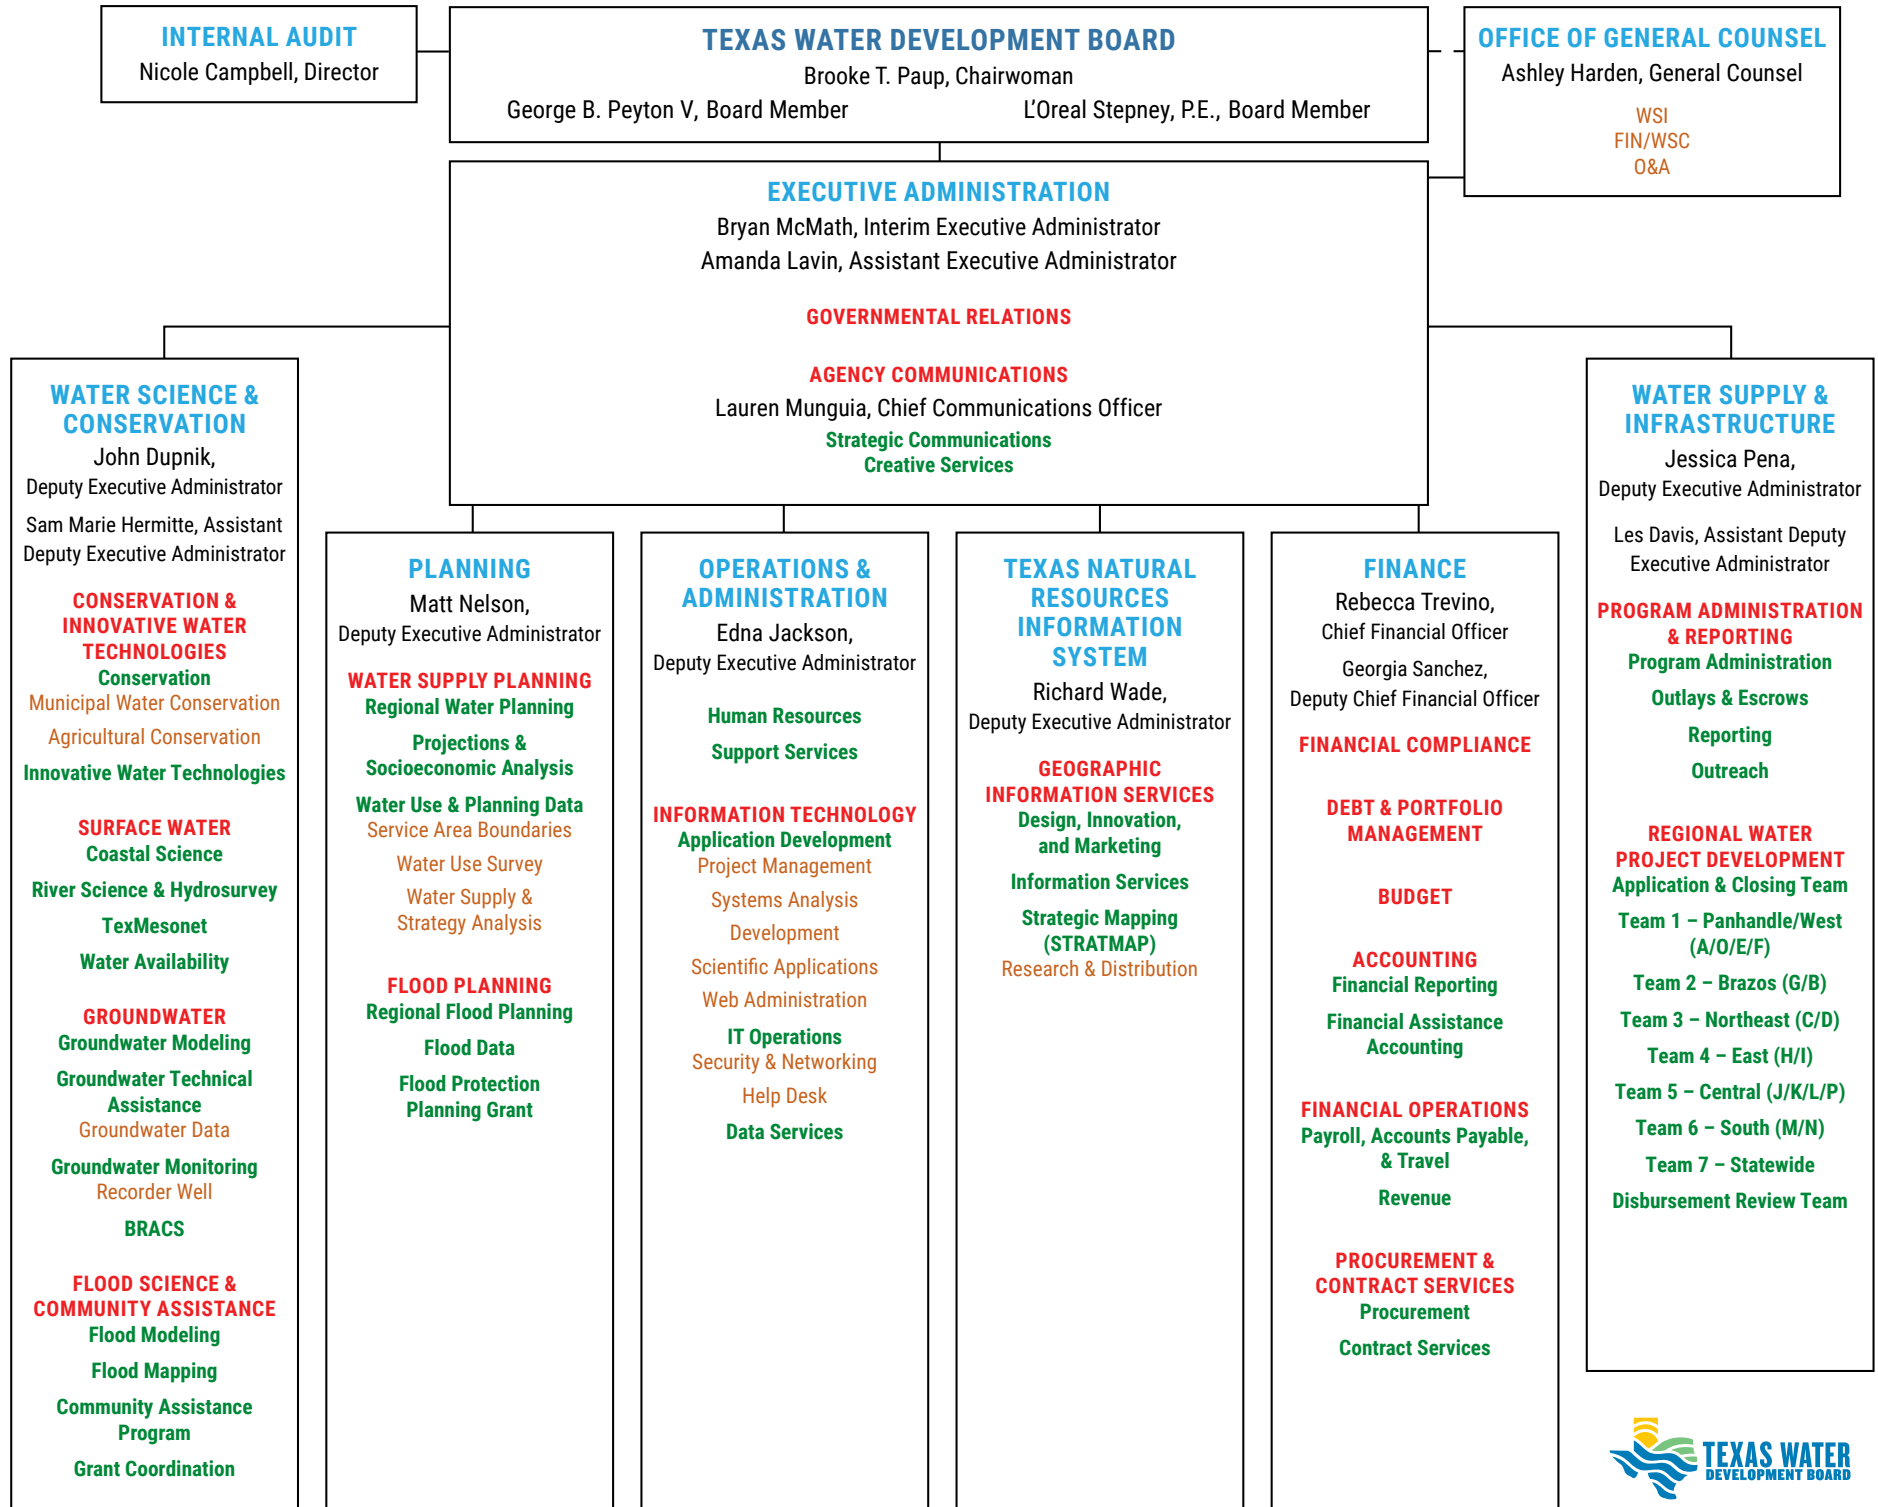 INTERNAL AUDIT
Nicole Campbell, Director
TEXAS WATER DEVELOPMENT BOARD
Brooke T. Paup, Chairwoman
George B. Peyton V, Board Member
L'Oreal Stepney, P.E., Board Member
OFFICE OF GENERAL COUNSEL
Ashley Harden, General Counsel
WSI
FIN/WSC
O&A
EXECUTIVE ADMINISTRATION
Bryan McMath, Interim Executive Administrator
Amanda Lavin, Assistant Executive Administrator
GOVERNMENTAL RELATIONS
AGENCY COMMUNICATIONS
Lauren Munguia, Chief Communications Officer
Strategic Communications
Creative Services
WATER SCIENCE &
CONSERVATION
John Dupnik,
Deputy Executive Administrator
Sam Marie Hermitte, Assistant
Deputy Executive Administrator
CONSERVATION &
INNOVATIVE WATER
TECHNOLOGIES
Conservation
Municipal Water Conservation
Agricultural Conservation
Innovative Water Technologies
SURFACE WATER
Coastal Science
River Science & Hydrosurvey
TexMesonet
Water Availability
GROUNDWATER
Groundwater Modeling
Groundwater Technical
Assistance
Groundwater Data
Groundwater Monitoring
Recorder Well
BRACS
FLOOD SCIENCE &
COMMUNITY ASSISTANCE
Flood Modeling
Flood Mapping
Community Assistance
Program
Grant Coordination
PLANNING
Matt Nelson,
Deputy Executive Administrator
WATER SUPPLY PLANNING
Regional Water Planning
Projections &
Socioeconomic Analysis
Water Use & Planning Data
Service Area Boundaries
Water Use Survey
Water Supply &
Strategy Analysis
FLOOD PLANNING
Regional Flood Planning
Flood Data
Flood Protection
Planning Grant
OPERATIONS &
ADMINISTRATION
Edna Jackson,
Deputy Executive Administrator
Human Resources
Support Services
INFORMATION TECHNOLOGY
Application Development
Project Management
Systems Analysis
Development
Scientific Applications
Web Administration
IT Operations
Security & Networking
Help Desk
Data Services
TEXAS NATURAL
RESOURCES
INFORMATION
SYSTEM
Richard Wade,
Deputy Executive Administrator
GEOGRAPHIC
INFORMATION SERVICES
Design, Innovation,
and Marketing
Information Services
Strategic Mapping
(STRATMAP)
Research & Distribution
FINANCE
Rebecca Trevino,
Chief Financial Officer
Georgia Sanchez,
Deputy Chief Financial Officer
FINANCIAL COMPLIANCE
DEBT & PORTFOLIO
MANAGEMENT
BUDGET
ACCOUNTING
Financial Reporting
Financial Assistance
Accounting
FINANCIAL OPERATIONS
Payroll, Accounts Payable,
& Travel
Revenue
PROCUREMENT &
CONTRACT SERVICES
Procurement
Contract Services
WATER SUPPLY &
INFRASTRUCTURE
Jessica Pena,
Deputy Executive Administrator
Les Davis, Assistant Deputy
Executive Administrator
PROGRAM ADMINISTRATION
& REPORTING
Program Administration
Outlays & Escrows
Reporting
Outreach
REGIONAL WATER
PROJECT DEVELOPMENT
Application & Closing Team
Team 1 – Panhandle/West
(A/O/E/F)
Team 2 – Brazos (G/B)
Team 3 – Northeast (C/D)
Team 4 – East (H/I)
Team 5 – Central (J/K/L/P)
Team 6 – South (M/N)
Team 7 – Statewide
Disbursement Review Team
TEXAS WATER
DEVELOPMENT BOARD